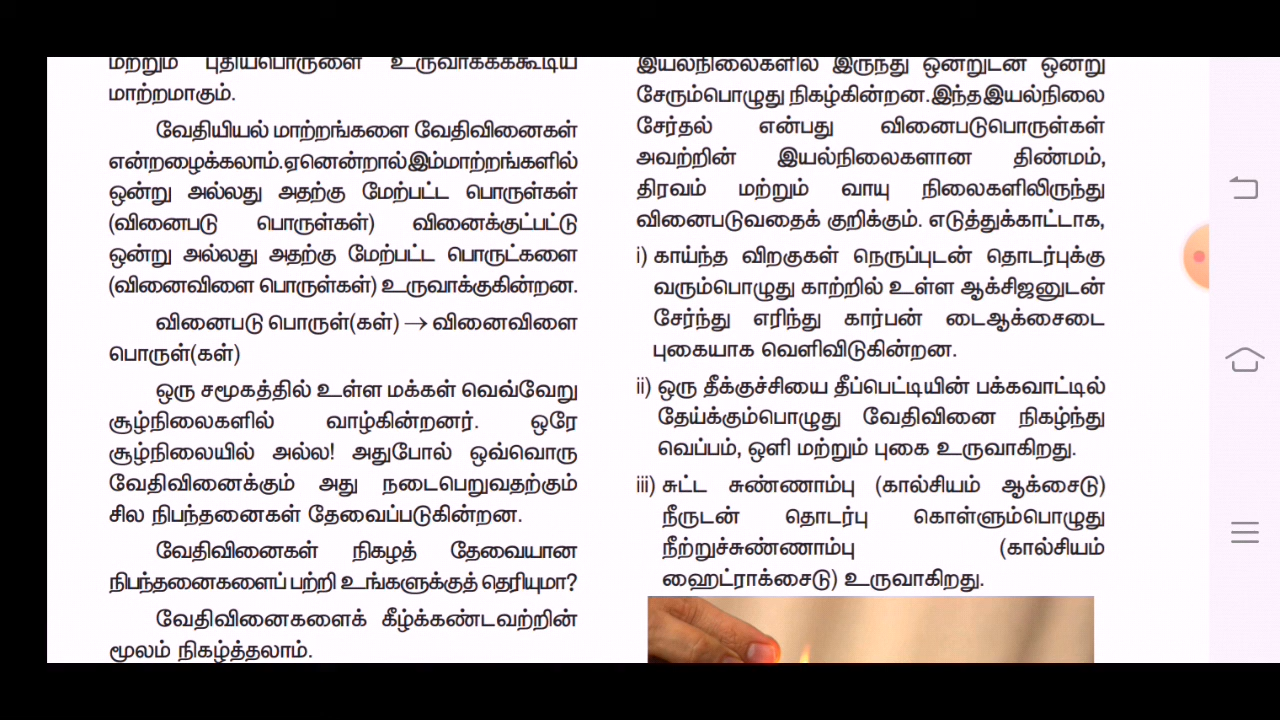 மற்றும் புதியபொருளை உருவாக்கக்கூடிய
மாற்றமாகும்.
வேதியியல் மாற்றங்களை வேதிவினைகள்
என்றழைக்கலாம்.ஏனென்றால்இம்மாற்றங்களில்
ஒன்று அல்லது அதற்கு மேற்பட்ட பொருள்கள்
(வினைபடு பொருள்கள்) வினைக்குட்பட்டு
ஒன்று அல்லது அதற்கு மேற்பட்ட பொருட்களை
(வினைவிளை பொருள்கள்) உருவாக்குகின்றன.
வினைபடு பொருள்(கள்) → வினைவிளை
பொருள்(கள்)
ஒரு சமூகத்தில் உள்ள மக்கள் வெவ்வேறு
சூழ்நிலைகளில் வாழ்கின்றனர். ஒரே
சூழ்நிலையில் அல்ல! அதுபோல் ஒவ்வொரு
வேதிவினைக்கும் அது நடைபெறுவதற்கும்
சில நிபந்தனைகள் தேவைப்படுகின்றன.
வேதிவினைகள் நிகழத் தேவையான
நிபந்தனைகளைப் பற்றி உங்களுக்குத் தெரியுமா?
வேதிவினைகளைக் கீழ்க்கண்டவற்றின்
மூலம் நிகழ்த்தலாம்.
இயல்நிலைகளில் இருந்து ஒன்றுடன் ஒன்று
சேரும்பொழுது நிகழ்கின்றன.இந்தஇயல்நிலை
சேர்தல் என்பது வினைபடுபொருள்கள்
அவற்றின் இயல்நிலைகளான திண்மம்,
திரவம் மற்றும் வாயு நிலைகளிலிருந்து
வினைபடுவதைக் குறிக்கும். எடுத்துக்காட்டாக,
i) காய்ந்த விறகுகள் நெருப்புடன் தொடர்புக்கு
வரும்பொழுது காற்றில் உள்ள ஆக்சிஜனுடன்
சேர்ந்து எரிந்து கார்பன் டைஆக்சைடை
புகையாக வெளிவிடுகின்றன.
ii) ஒரு தீக்குச்சியை தீப்பெட்டியின் பக்கவாட்டில்
தேய்க்கும்பொழுது வேதிவினை நிகழ்ந்து
வெப்பம், ஒளி மற்றும் புகை உருவாகிறது.
iii) சுட்ட சுண்ணாம்பு (கால்சியம் ஆக்சைடு)
நீருடன் தொடர்பு கொள்ளும்பொழுது
நீற்றுச்சுண்ணாம்பு (கால்சியம்
ஹைட்ராக்சைடு) உருவாகிறது.